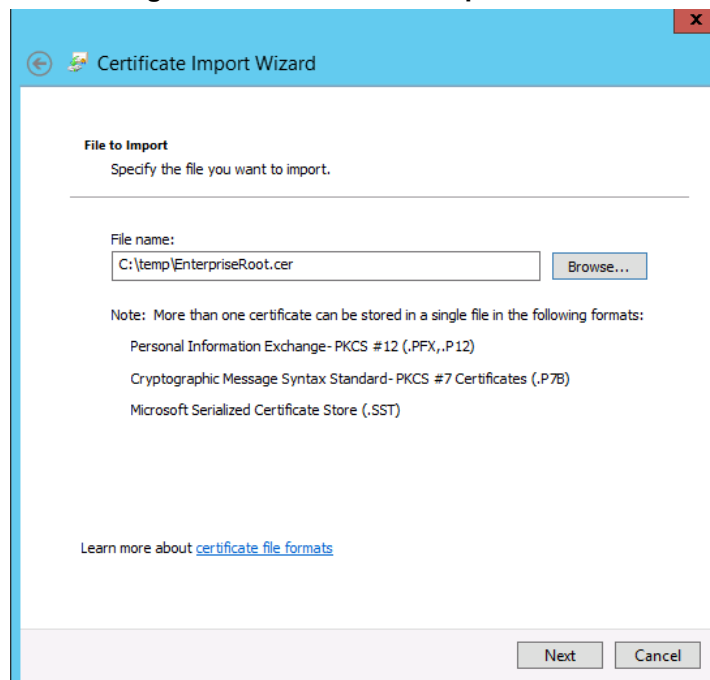 x
Certificate Import Wizard
File to Import
Specify the file you want to import.
File name:
C:\temp\EnterpriseRoot.cer
Browse...
Note: More than one certificate can be stored in a single file in the following formats:
Personal Information Exchange- PKCS #12 (.PFX,.P12)
Cryptographic Message Syntax Standard- PKCS #7 Certificates (.P7B)
Microsoft Serialized Certificate Store (.SST)
Learn more about certificate file formats
Next
Cancel